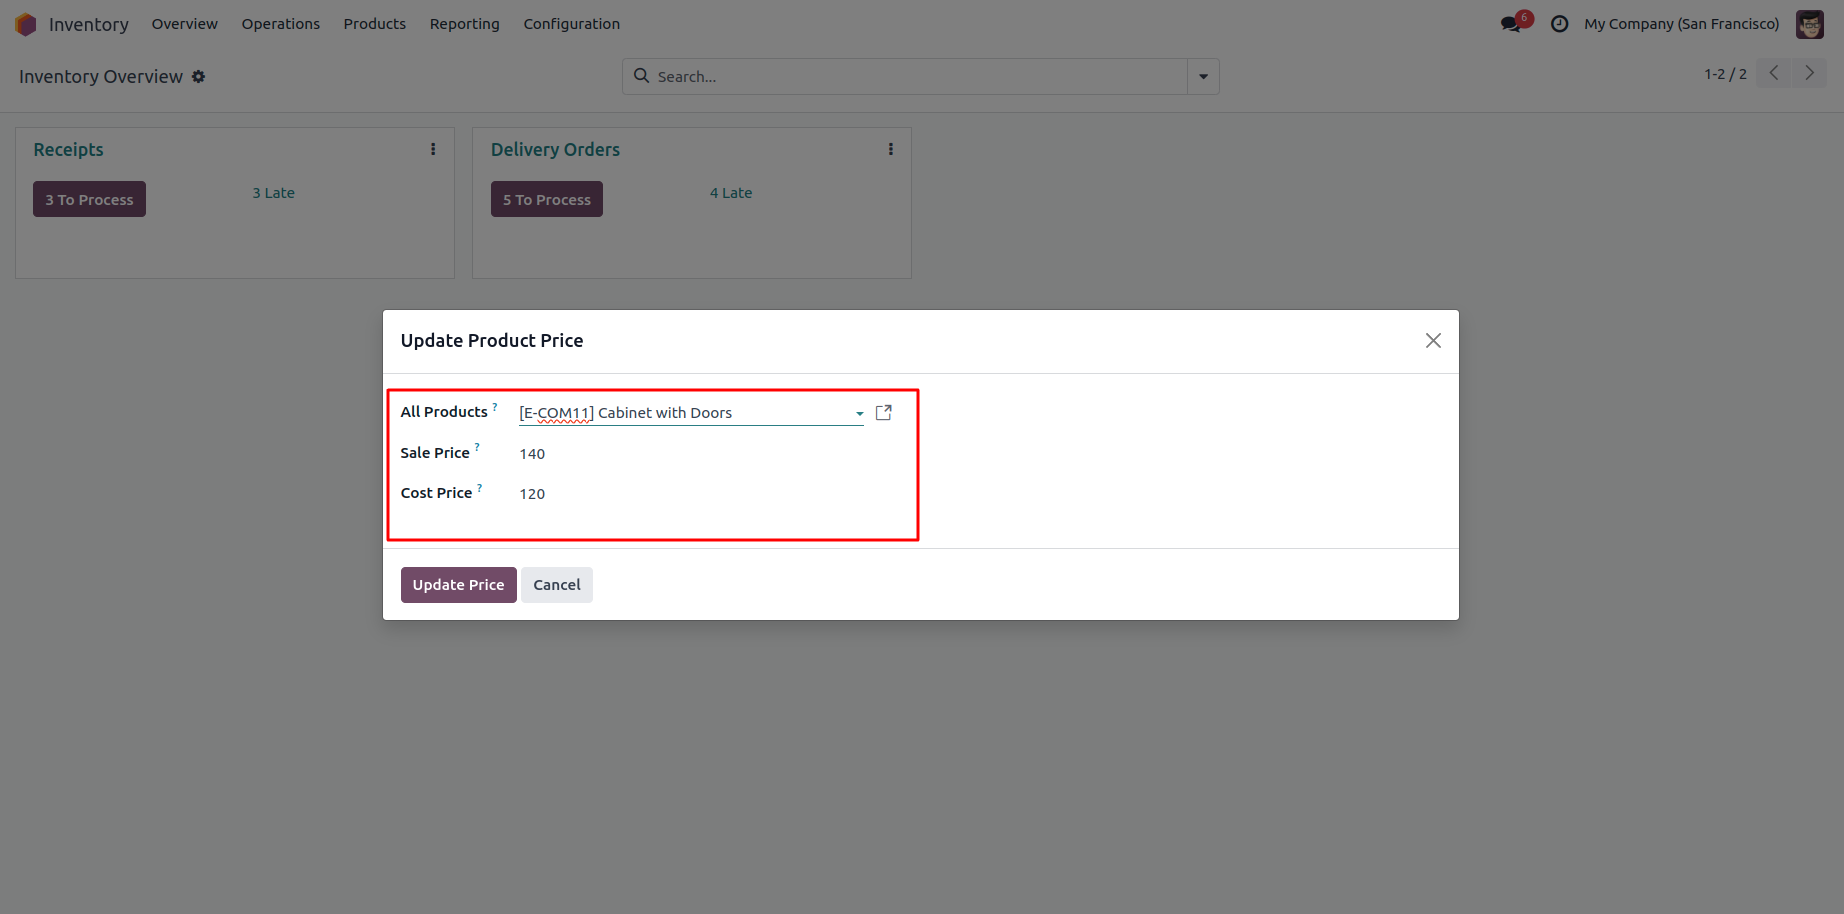 Inventory Overview Operations Products Reporting Configuration 6 My Company (San Francisco)
Inventory Overview Search... 1-2 / 2
Receipts
3 To Process 3 Late
Delivery Orders
5 To Process 4 Late
Update Product Price
All Products ? [E-COM11] Cabinet with Doors
Sale Price ? 140
Cost Price ? 120
Update Price Cancel